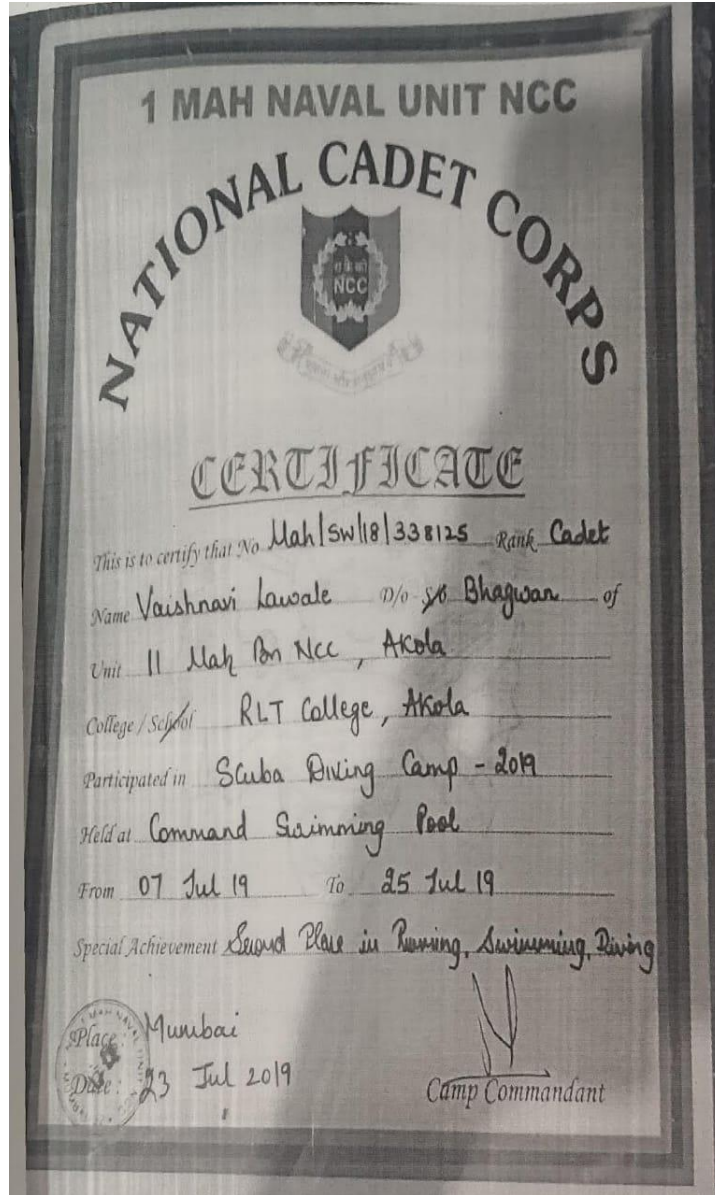 1 MAH NAVAL UNIT NCC
NATIONAL CADET CORPS
NCC
CERTIFICATE
This is to certify that No Mah/SW/18/338125 Rank Cadet
Name Vaishnavi Lawale D/o S/o Bhagwan of
Unit 11 Mah Bn NCC, Akola
College / School RLT College, Akola
Participated in Scuba Diving Camp - 2019
Held at Command Swimming Pool
From 07 Jul 19 To 25 Jul 19
Special Achievement Second Place in Running, Swimming, Diving
Place : Mumbai
Date : 23 Jul 2019
Camp Commandant